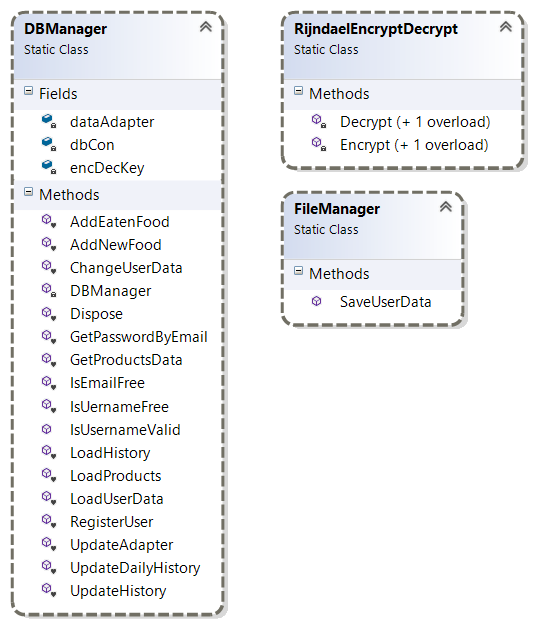 DBManager
Static Class
Fields
dataAdapter
dbCon
encDecKey
Methods
AddEatenFood
AddNewFood
ChangeUserData
DBManager
Dispose
GetPasswordByEmail
GetProductsData
IsEmailFree
IsUernameFree
IsUsernameValid
LoadHistory
LoadProducts
LoadUserData
RegisterUser
UpdateAdapter
UpdateDailyHistory
UpdateHistory
RijndaelEncryptDecrypt
Static Class
Methods
Decrypt (+ 1 overload)
Encrypt (+ 1 overload)
FileManager
Static Class
Methods
SaveUserData